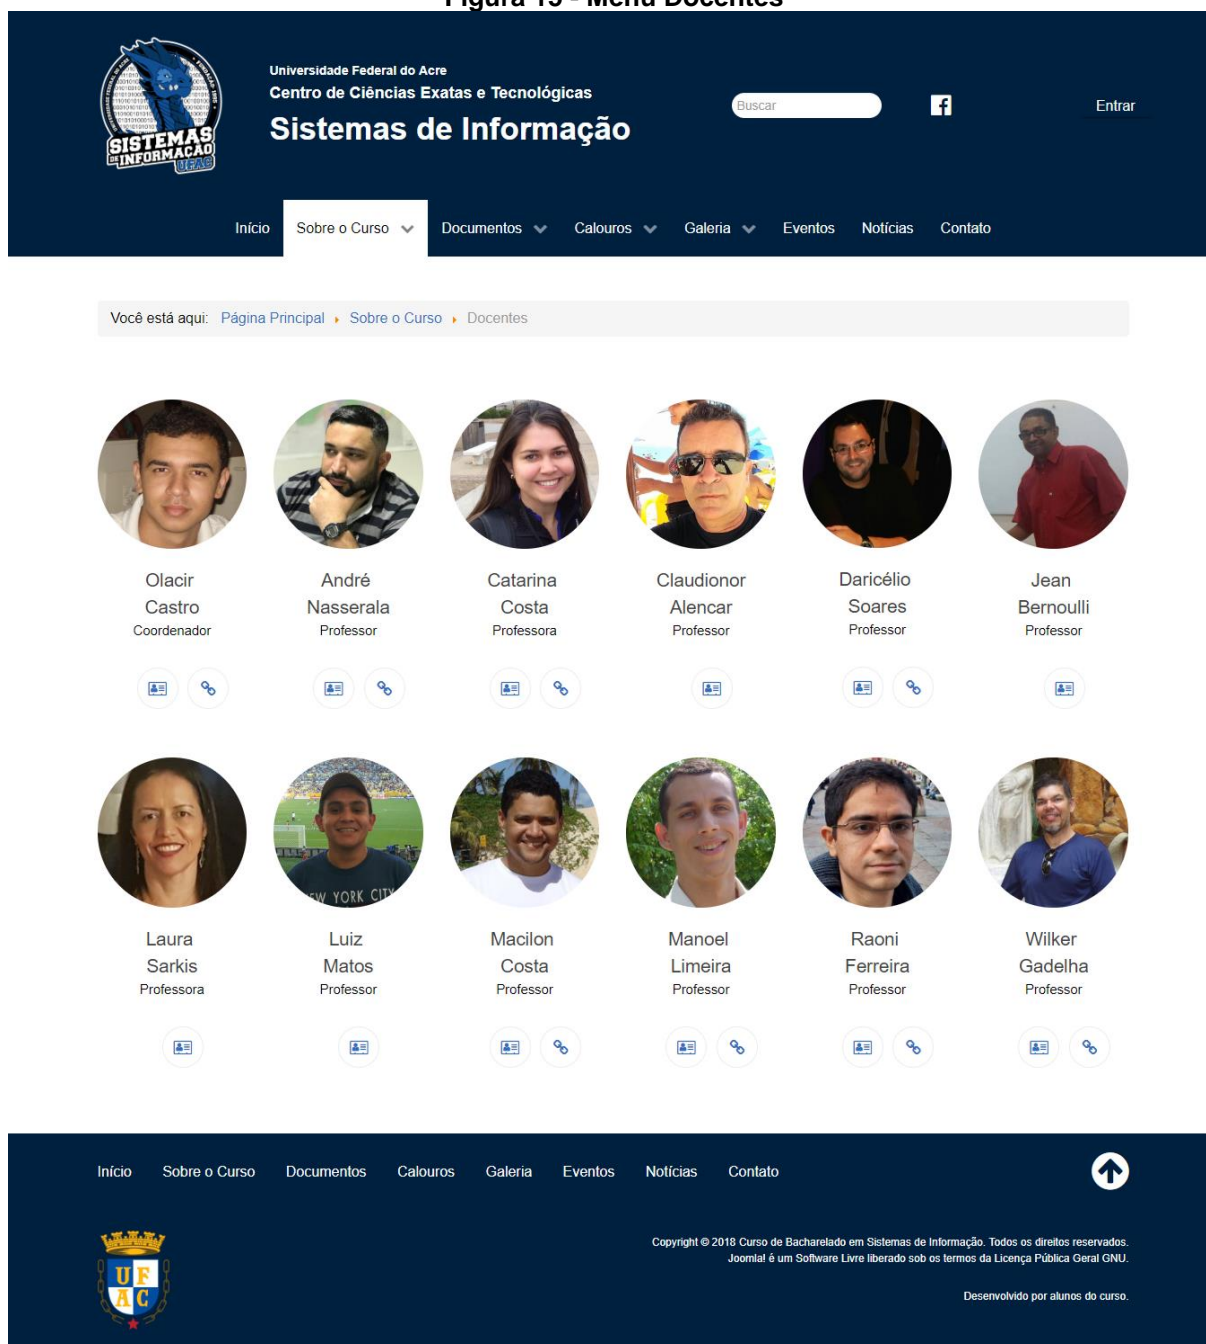 Figura 15 - Menu Docentes
SISTEMAS
DE INFORMAÇÃO
UFAC
Universidade Federal do Acre
Centro de Ciências Exatas e Tecnológicas
Sistemas de Informação
Buscar
Entrar
Início Sobre o Curso Documentos Calouros Galeria Eventos Notícias Contato
Você está aqui: Página Principal Sobre o Curso Docentes
Olacir André Catarina Claudionor Daricélio Jean
Castro Nasserala Costa Alencar Soares Bernoulli
Coordenador Professor Professora Professor Professor Professor
NEW YORK CITY
Laura Luiz Macilon Manoel Raoni Wilker
Sarkis Matos Costa Limeira Ferreira Gadelha
Professora Professor Professor Professor Professor Professor
Início Sobre o Curso Documentos Calouros Galeria Eventos Notícias Contato
UF
AC
Copyright © 2018 Curso de Bacharelado em Sistemas de Informação. Todos os direitos reservados.
Joomla! é um Software Livre liberado sob os termos da Licença Pública Geral GNU.
Desenvolvido por alunos do curso.